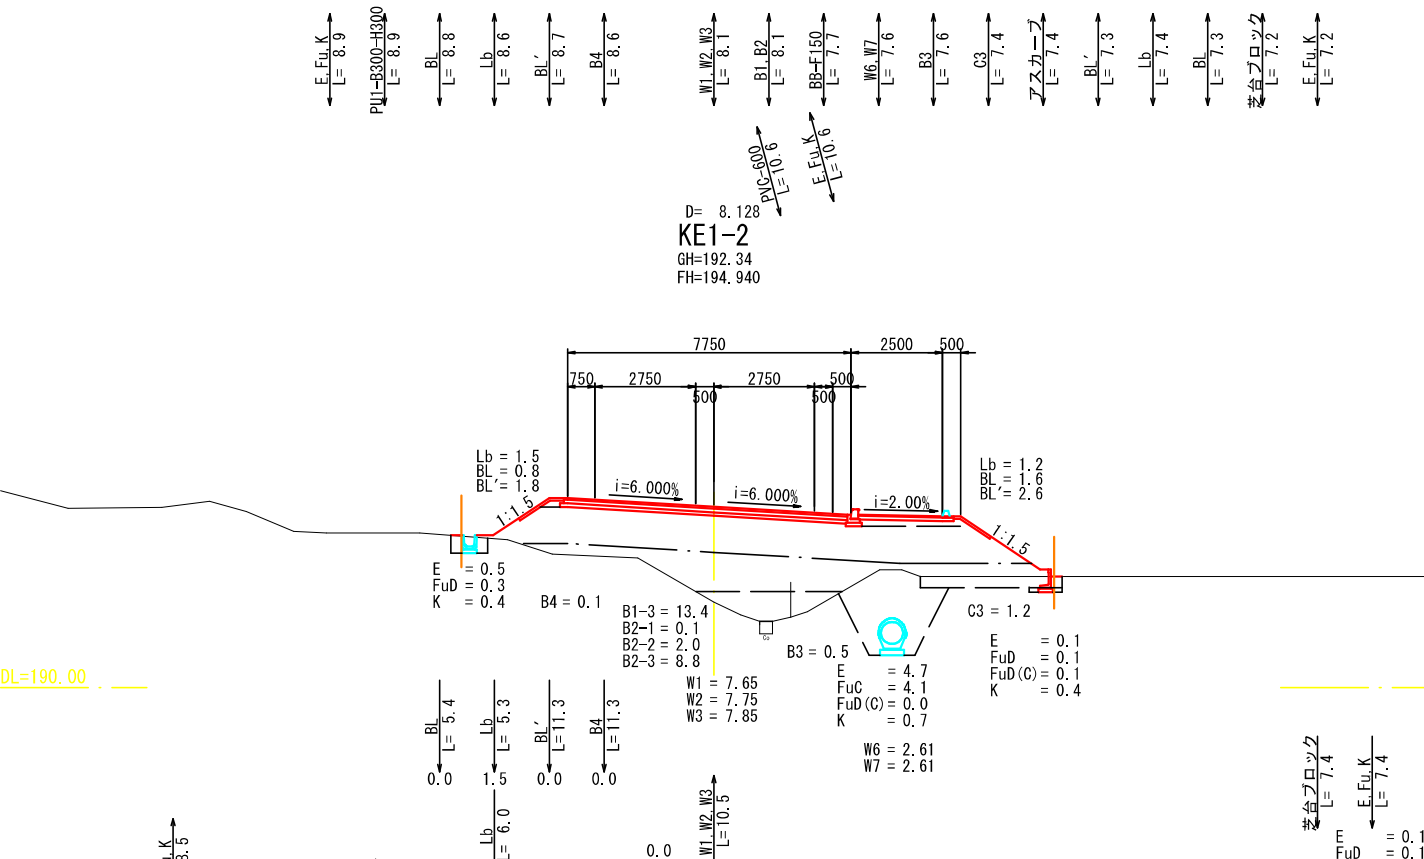 E,Fu,K
L= 8.9
PU1-B300-H300
L= 8.9
BL
L= 8.8
Lb
L= 8.6
BL´
L= 8.7
B4
L= 8.6
W1,W2,W3
L= 8.1
B1,B2
L= 8.1
BB-F150
L= 7.7
W6,W7
L= 7.6
B3
L= 7.6
C3
L= 7.4
アスカーブ
L= 7.4
BL´
L= 7.3
Lb
L= 7.4
BL
L= 7.3
芝台ブロック
L= 7.2
E,Fu,K
L= 7.2
PVC-600
L=10.6
E,Fu,K
L=10.6
D= 8.128
KE1-2
GH=192.34
FH=194.940
7750
2500
500
750
2750
500
2750
500
500
Lb = 1.5
BL = 0.8
BL´= 1.8
1:1.5
i=6.000%
i=6.000%
i=2.00%
Lb = 1.2
BL = 1.6
BL´= 2.6
1:1.5
E = 0.5
FuD = 0.3
K = 0.4
B4 = 0.1
B1-3 = 13.4
B2-1 = 0.1
B2-2 = 2.0
B2-3 = 8.8
Co
B3 = 0.5
C3 = 1.2
E = 0.1
FuD = 0.1
FuD(C)= 0.1
K = 0.4
DL=190.00
W1 = 7.65
W2 = 7.75
W3 = 7.85
E = 4.7
FuC = 4.1
FuD(C)= 0.0
K = 0.7
W6 = 2.61
W7 = 2.61
BL
L= 5.4
0.0
Lb
L= 5.3
1.5
BL´
L=11.3
0.0
B4
L=11.3
0.0
Lb
L= 6.0
0.0
W1,W2,W3
L=10.5
芝台ブロック
L= 7.4
E,Fu,K
L= 7.4
E = 0.1
FuD = 0.1